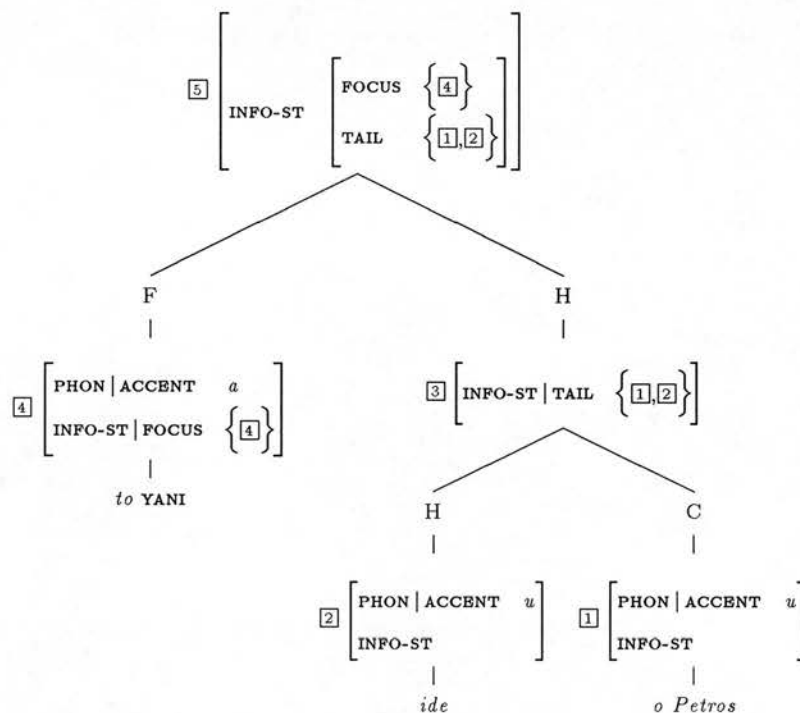 FOCUS {4}
5 INFO-ST
TAIL {1,2}
F H
PHON | ACCENT a
4 3 INFO-ST | TAIL {1,2}
INFO-ST | FOCUS {4}
to YANI
H C
PHON | ACCENT u PHON | ACCENT u
2 1
INFO-ST INFO-ST
ide o Petros